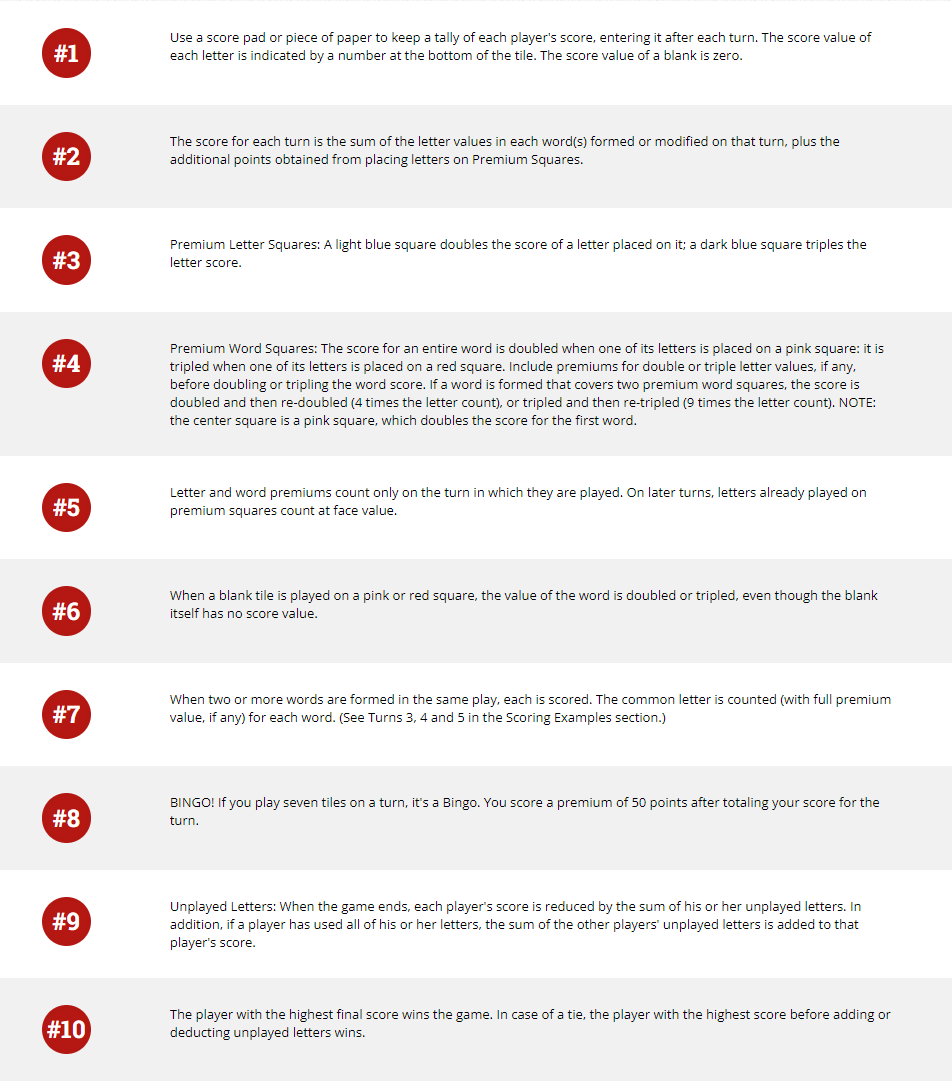 #1
Use a score pad or piece of paper to keep a tally of each player's score, entering it after each turn. The score value of
each letter is indicated by a number at the bottom of the tile. The score value of a blank is zero.
#2
The score for each turn is the sum of the letter values in each word(s) formed or modified on that turn, plus the
additional points obtained from placing letters on Premium Squares.
#3
Premium Letter Squares: A light blue square doubles the score of a letter placed on it; a dark blue square triples the
letter score.
#4
Premium Word Squares: The score for an entire word is doubled when one of its letters is placed on a pink square: it is
tripled when one of its letters is placed on a red square. Include premiums for double or triple letter values, if any,
before doubling or tripling the word score. If a word is formed that covers two premium word squares, the score is
doubled and then re-doubled (4 times the letter count), or tripled and then re-tripled (9 times the letter count). NOTE:
the center square is a pink square, which doubles the score for the first word.
#5
Letter and word premiums count only on the turn in which they are played. On later turns, letters already played on
premium squares count at face value.
#6
When a blank tile is played on a pink or red square, the value of the word is doubled or tripled, even though the blank
itself has no score value.
#7
When two or more words are formed in the same play, each is scored. The common letter is counted (with full premium
value, if any) for each word. (See Turns 3, 4 and 5 in the Scoring Examples section.)
#8
BINGO! If you play seven tiles on a turn, it's a Bingo. You score a premium of 50 points after totaling your score for the
turn.
#9
Unplayed Letters: When the game ends, each player's score is reduced by the sum of his or her unplayed letters. In
addition, if a player has used all of his or her letters, the sum of the other players' unplayed letters is added to that
player's score.
#10
The player with the highest final score wins the game. In case of a tie, the player with the highest score before adding or
deducting unplayed letters wins.